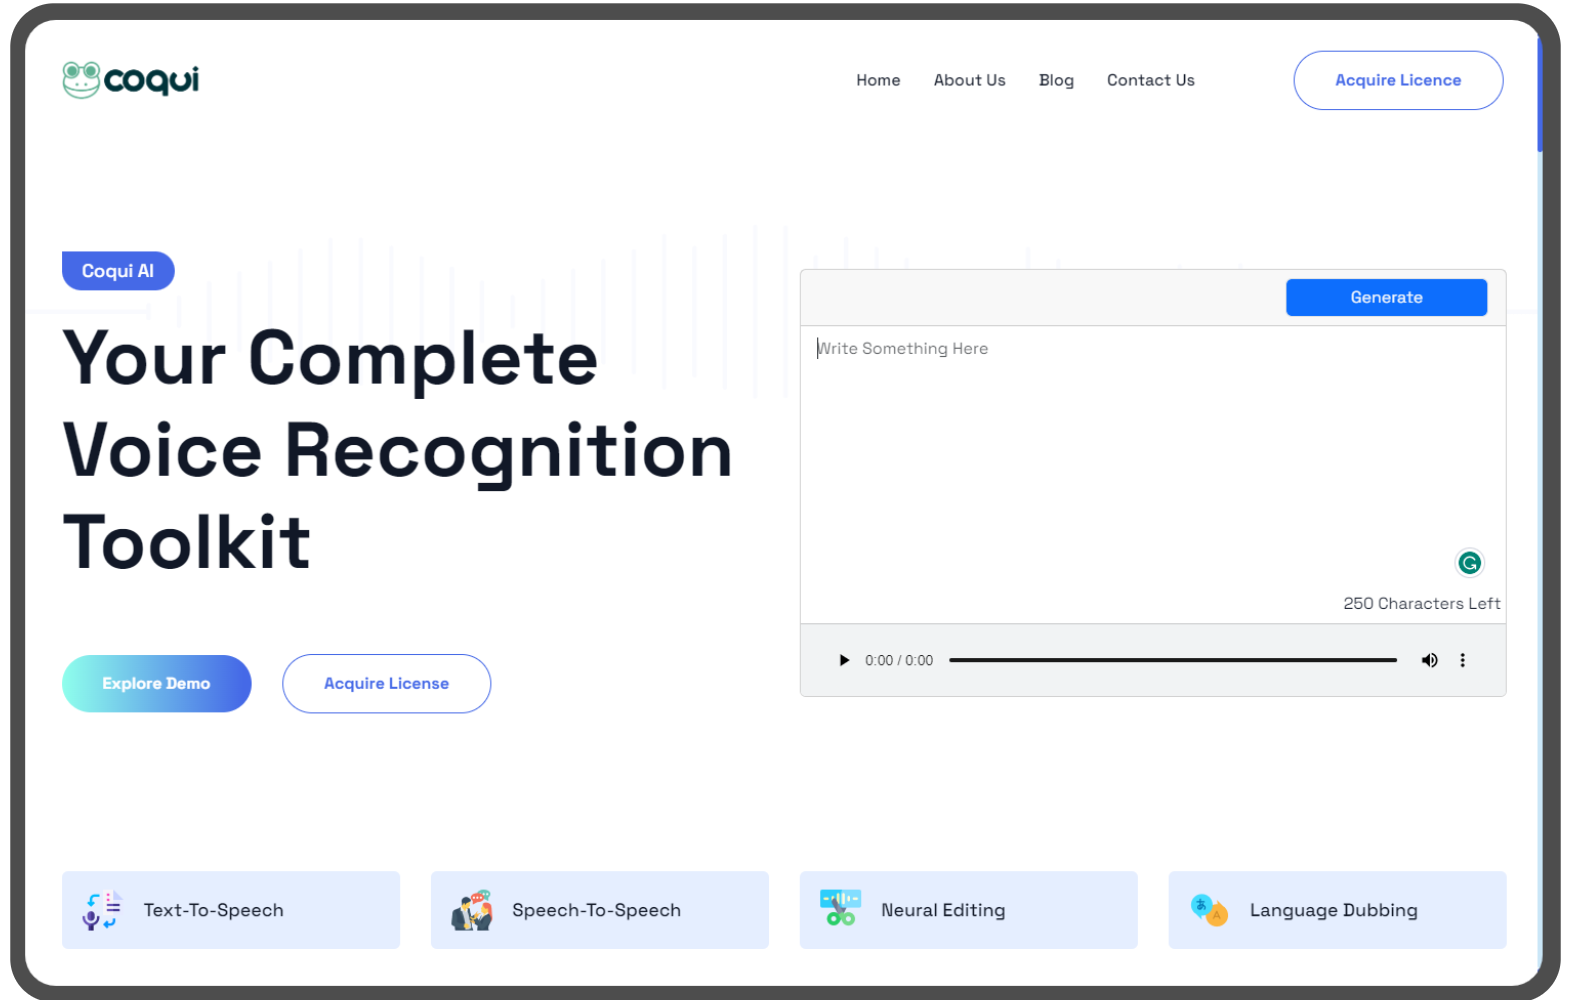 coqui
Home About Us Blog Contact Us Acquire Licence
Coqui AI
Your Complete
Voice Recognition
Toolkit
Explore Demo Acquire License
Generate
Write Something Here
250 Characters Left
0:00 / 0:00
Text-To-Speech Speech-To-Speech Neural Editing Language Dubbing